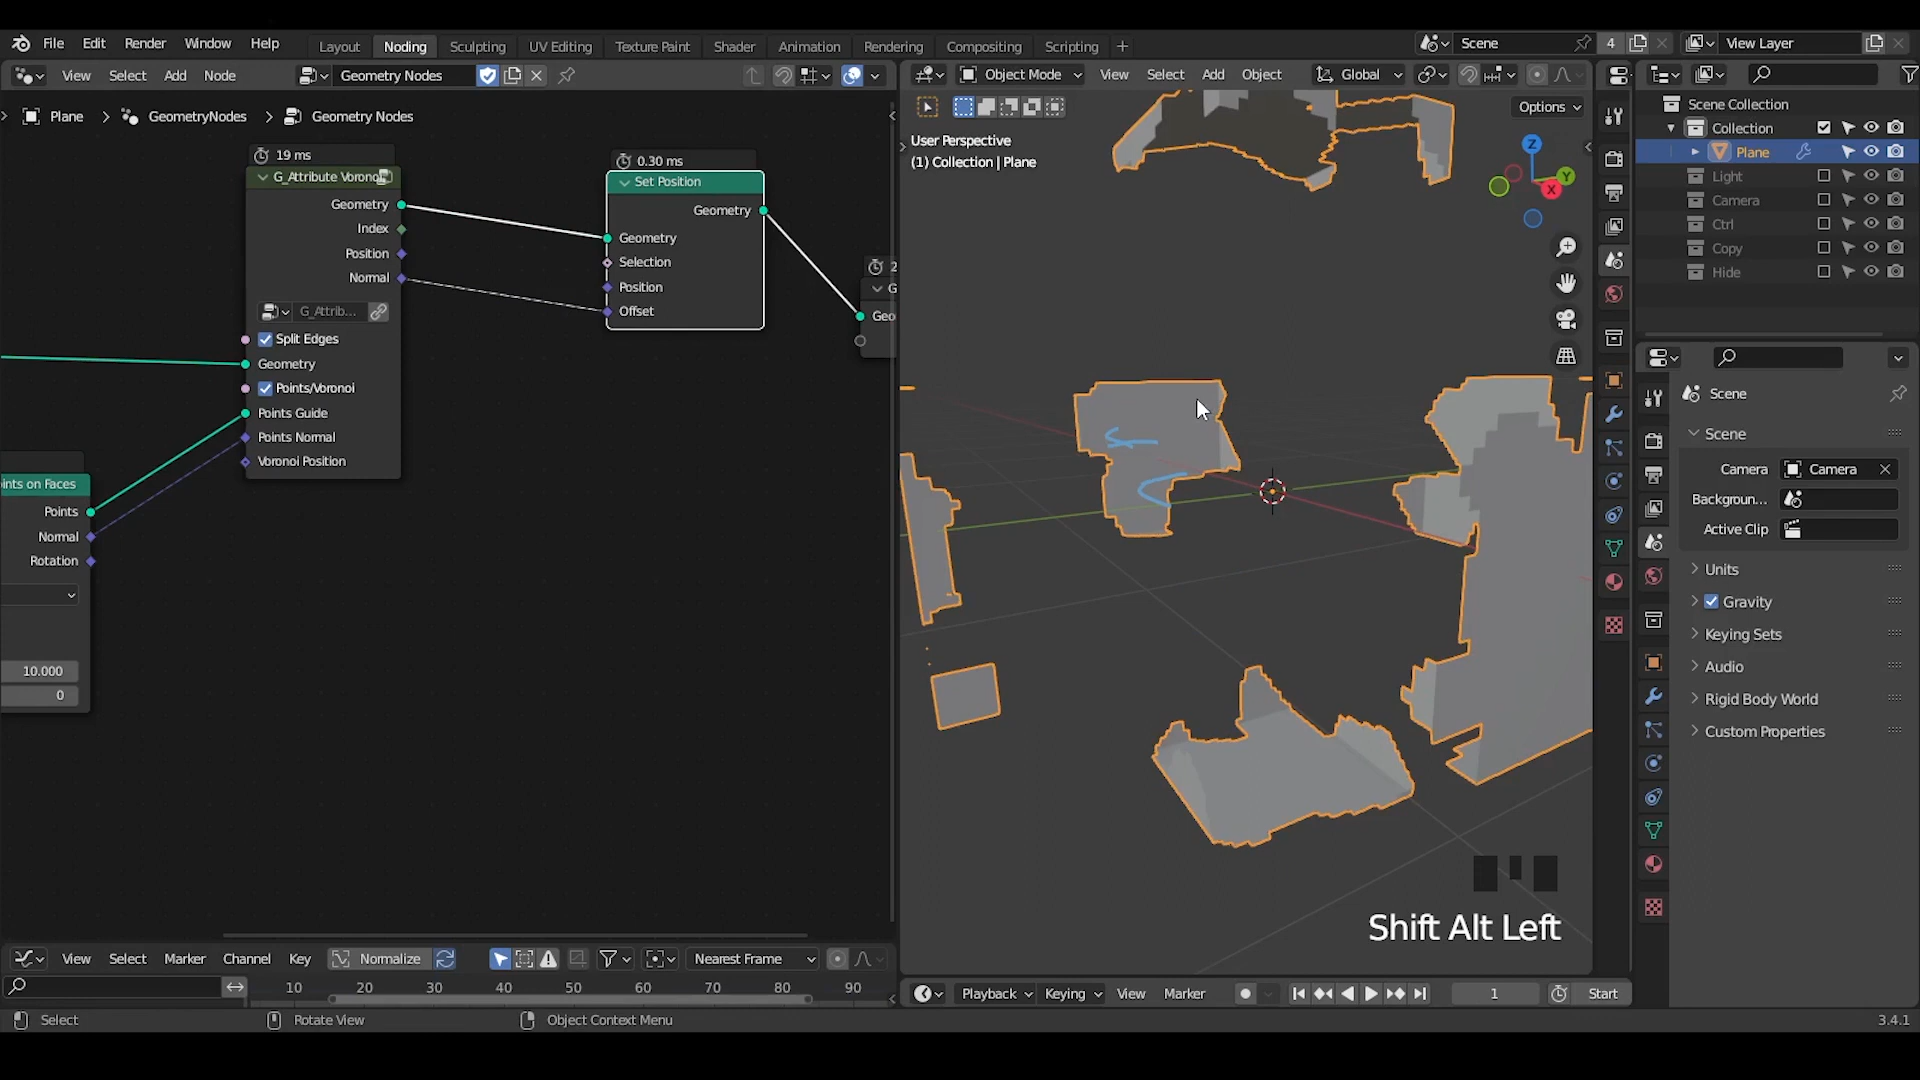 File Edit Render Window Help Layout Noding Sculpting UV Editing Texture Paint Shader Animation Rendering Compositing Scripting Scene 4 View Layer
View Select Add Node Geometry Nodes Object Mode View Select Add Object Global
Plane GeometryNodes Geometry Nodes
Options
User Perspective
(1) Collection | Plane
Z
Y
X
19 ms
G_Attribute Vorono
Geometry
Index
Position
Normal
G_Attrib...
Split Edges
Geometry
Points/Voronoi
Points Guide
Points Normal
Voronoi Position
0.30 ms
Set Position
Geometry
Geometry
Selection
Position
Offset
2
G
Geo
ints on Faces
Points
Normal
Rotation
10.000
0
Scene Collection
Collection
Plane
Light
Camera
Ctrl
Copy
Hide
Scene
Scene
Camera Camera
Backgroun...
Active Clip
Units
Gravity
Keying Sets
Audio
Rigid Body World
Custom Properties
Shift Alt Left
View Select Marker Channel Key Normalize Nearest Frame
10 20 30 40 50 60 70 80 90
Playback Keying View Marker 1 Start
Select Rotate View Object Context Menu 3.4.1